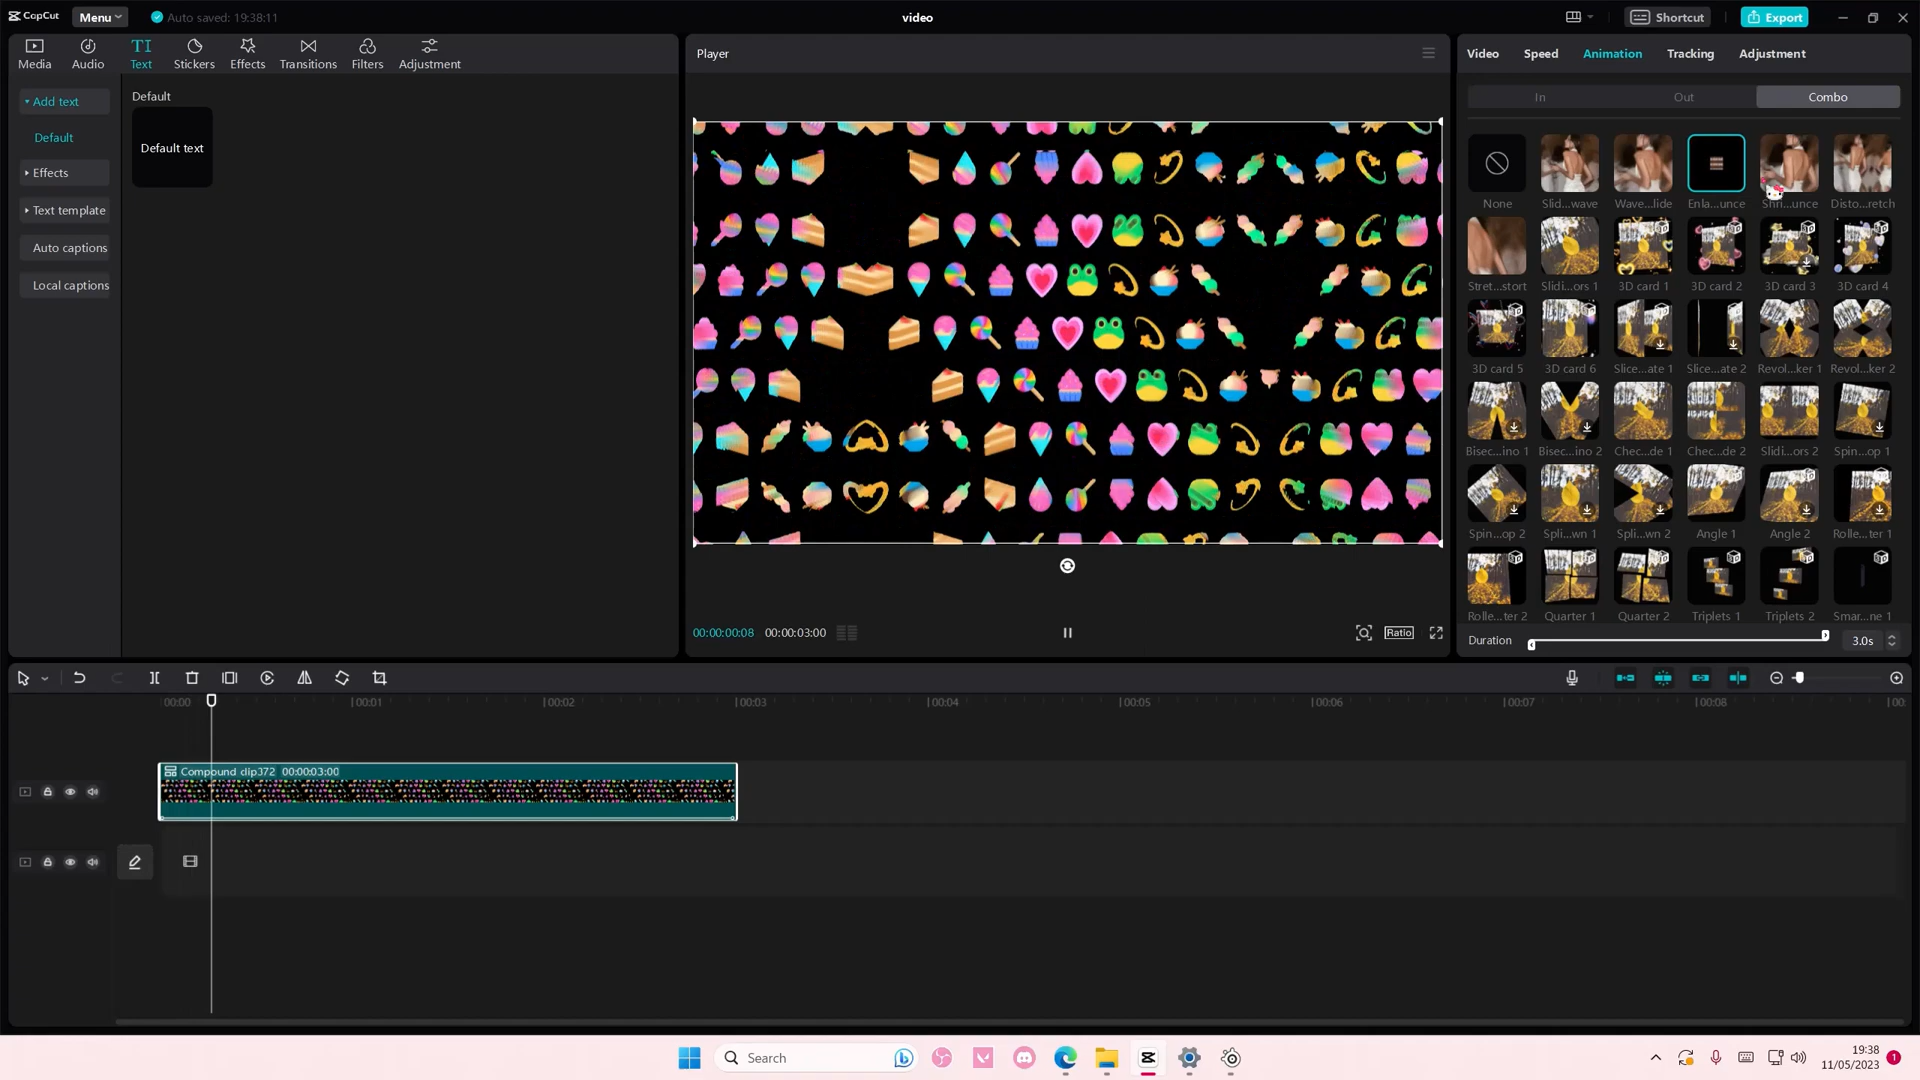 CapCut
Menu
Auto saved: 19:38:11
video
Shortcut
Export
Media
Audio
TI
Text
Stickers
Effects
Transitions
Filters
Adjustment
Add text
Default
Effects
Text template
Auto captions
Local captions
Default
Default text
Player
00:00:00:08
00:00:03:00
Ratio
Video
Speed
Animation
Tracking
Adjustment
In
Out
Combo
None
Slid...wave
Wave...lide
Enla...unce
Shri...unce
Disto...retch
Stret...stort
Slidi...ors 1
3D card 1
3D card 2
3D card 3
3D card 4
3D card 5
3D card 6
Slice...ate 1
Slice...ate 2
Revol...ker 1
Revol...ker 2
Bisec...ino 1
Bisec...ino 2
Chec...de 1
Chec...de 2
Slidi...ors 2
Spin...op 1
Spin...op 2
Spli...wn 1
Spli...wn 2
Angle 1
Angle 2
Rolle...ter 1
Rolle...ter 2
Quarter 1
Quarter 2
Triplets 1
Triplets 2
Smar...ne 1
Duration
3.0s
00:00
00:01
00:02
00:03
00:04
00:05
00:06
00:07
00:08
00
Compound clip372 00:00:03:00
Search
19:38
11/05/2023
1